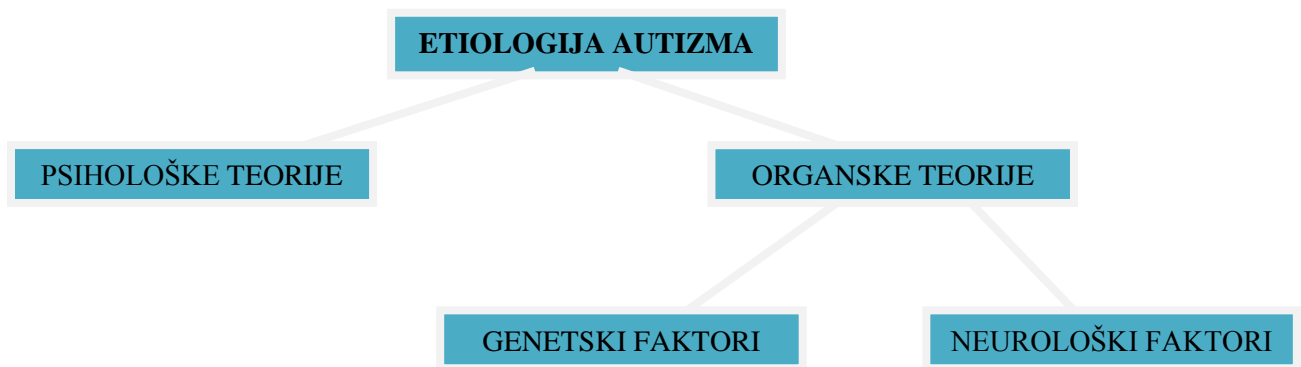 ETIOLOGIJA AUTIZMA
PSIHOLOŠKE TEORIJE
ORGANSKE TEORIJE
GENETSKI FAKTORI
NEUROLOŠKI FAKTORI